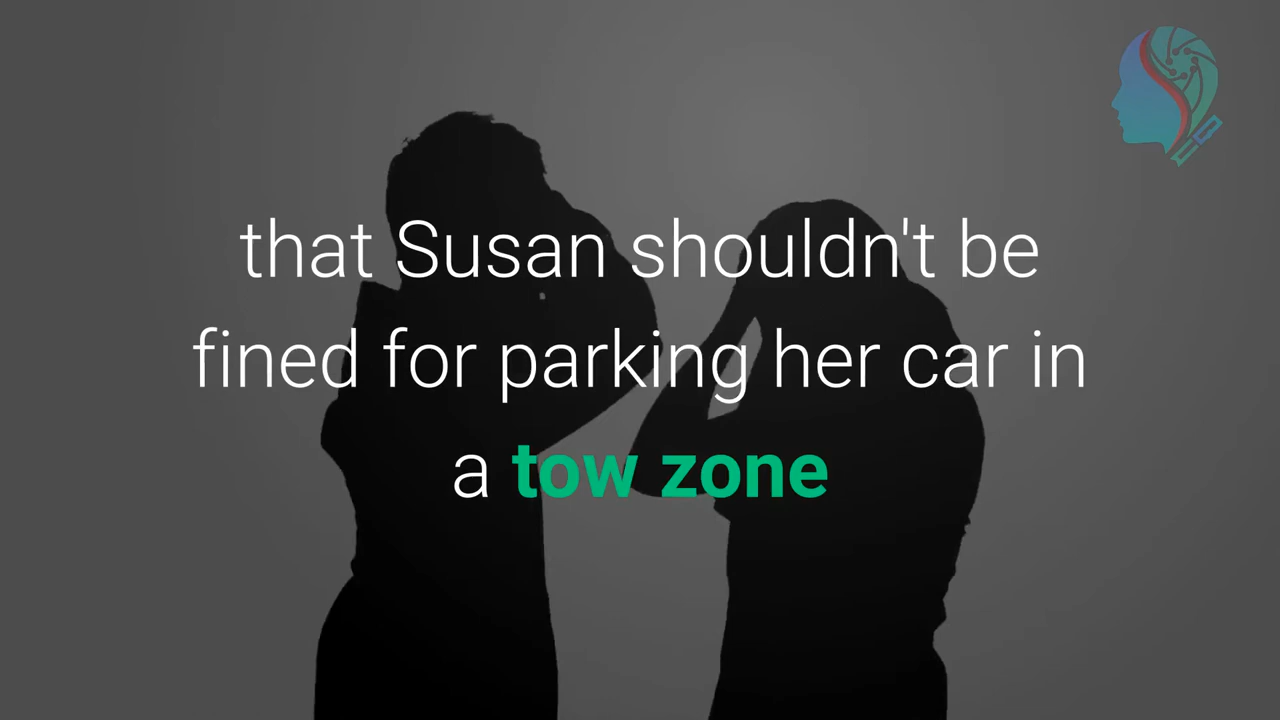 that Susan shouldn't be
fined for parking her car in
a tow zone